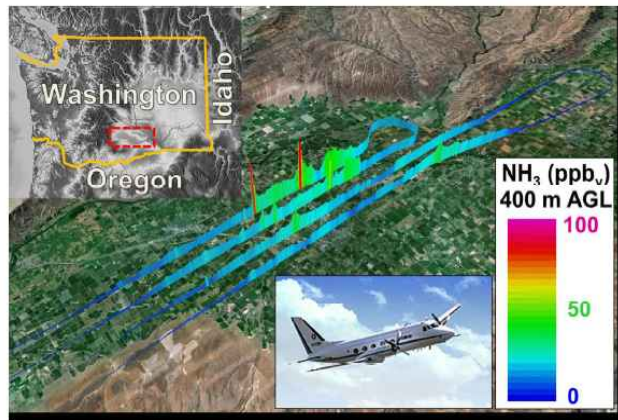 Washington
Idaho
Oregon
NH₃ (ppbᵥ)
400 m AGL
100
50
0